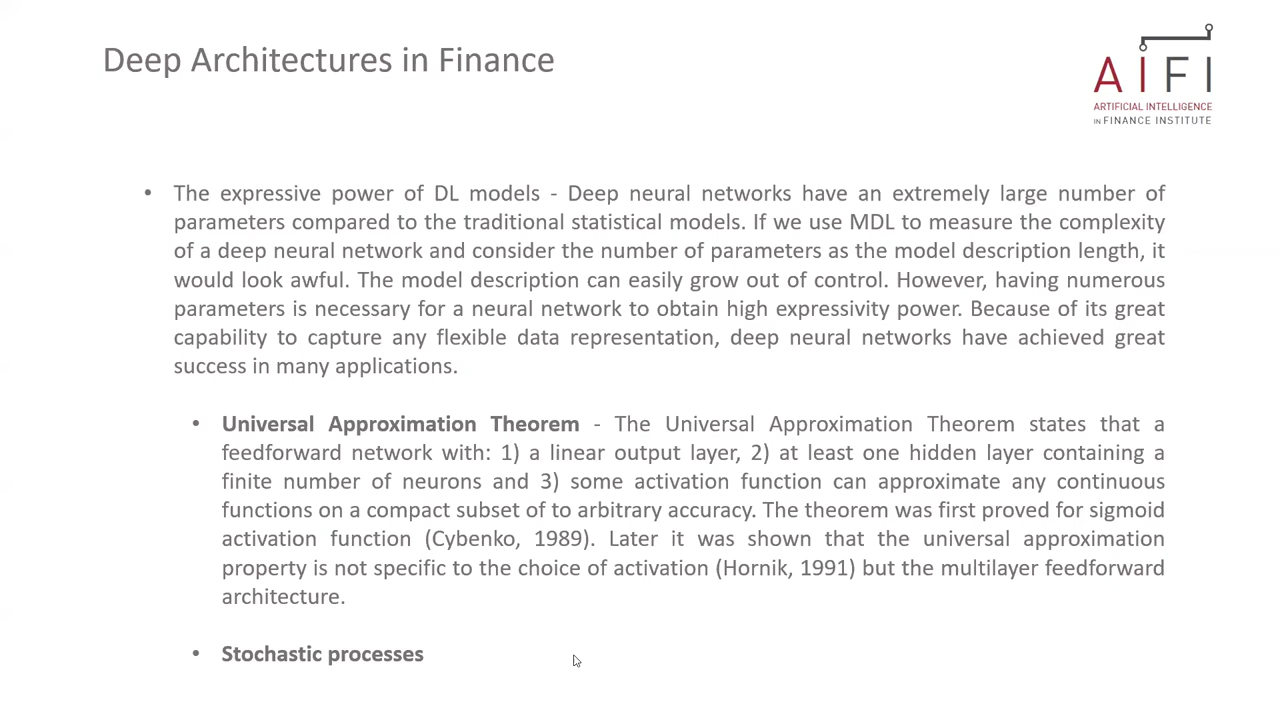 Deep Architectures in Finance
AIFI
ARTIFICIAL INTELLIGENCE
IN FINANCE INSTITUTE
• The expressive power of DL models - Deep neural networks have an extremely large number of
parameters compared to the traditional statistical models. If we use MDL to measure the complexity
of a deep neural network and consider the number of parameters as the model description length, it
would look awful. The model description can easily grow out of control. However, having numerous
parameters is necessary for a neural network to obtain high expressivity power. Because of its great
capability to capture any flexible data representation, deep neural networks have achieved great
success in many applications.
• Universal Approximation Theorem - The Universal Approximation Theorem states that a
feedforward network with: 1) a linear output layer, 2) at least one hidden layer containing a
finite number of neurons and 3) some activation function can approximate any continuous
functions on a compact subset of to arbitrary accuracy. The theorem was first proved for sigmoid
activation function (Cybenko, 1989). Later it was shown that the universal approximation
property is not specific to the choice of activation (Hornik, 1991) but the multilayer feedforward
architecture.
• Stochastic processes